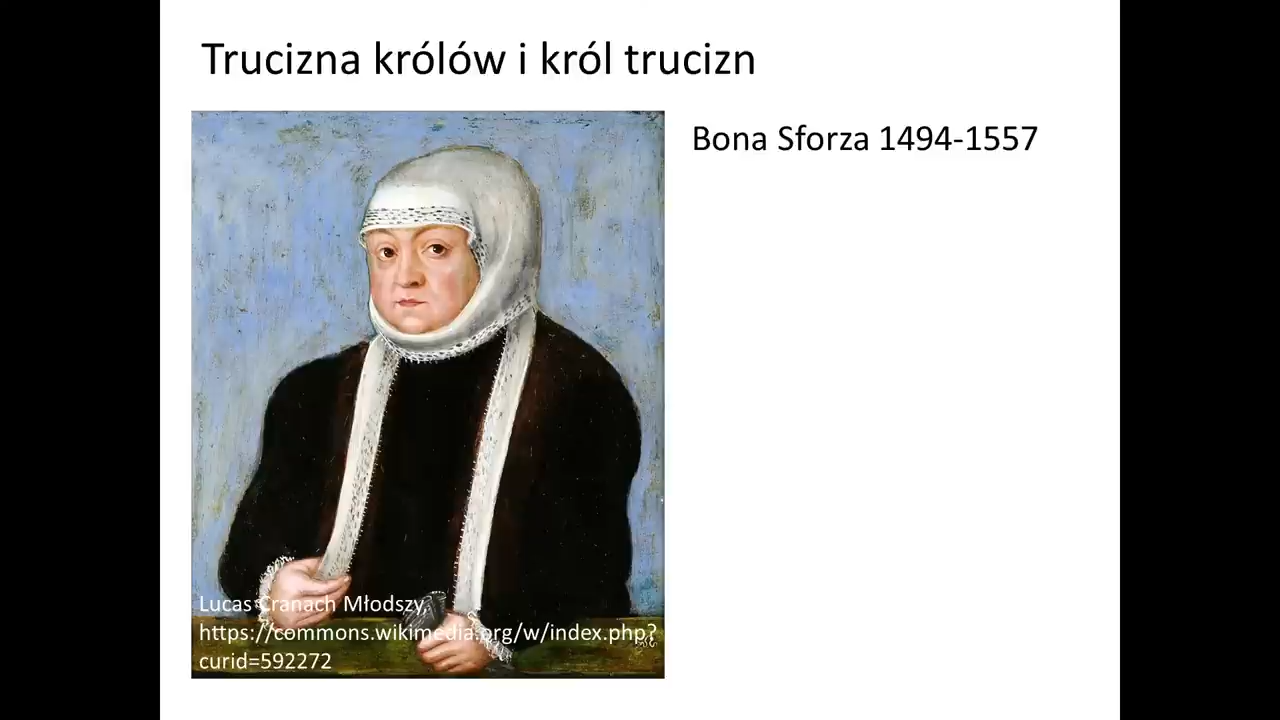 Trucizna królów i król trucizn
Bona Sforza 1494-1557
Lucas Cranach Młodszy,
https://commons.wikimedia.org/w/index.php?
curid=592272